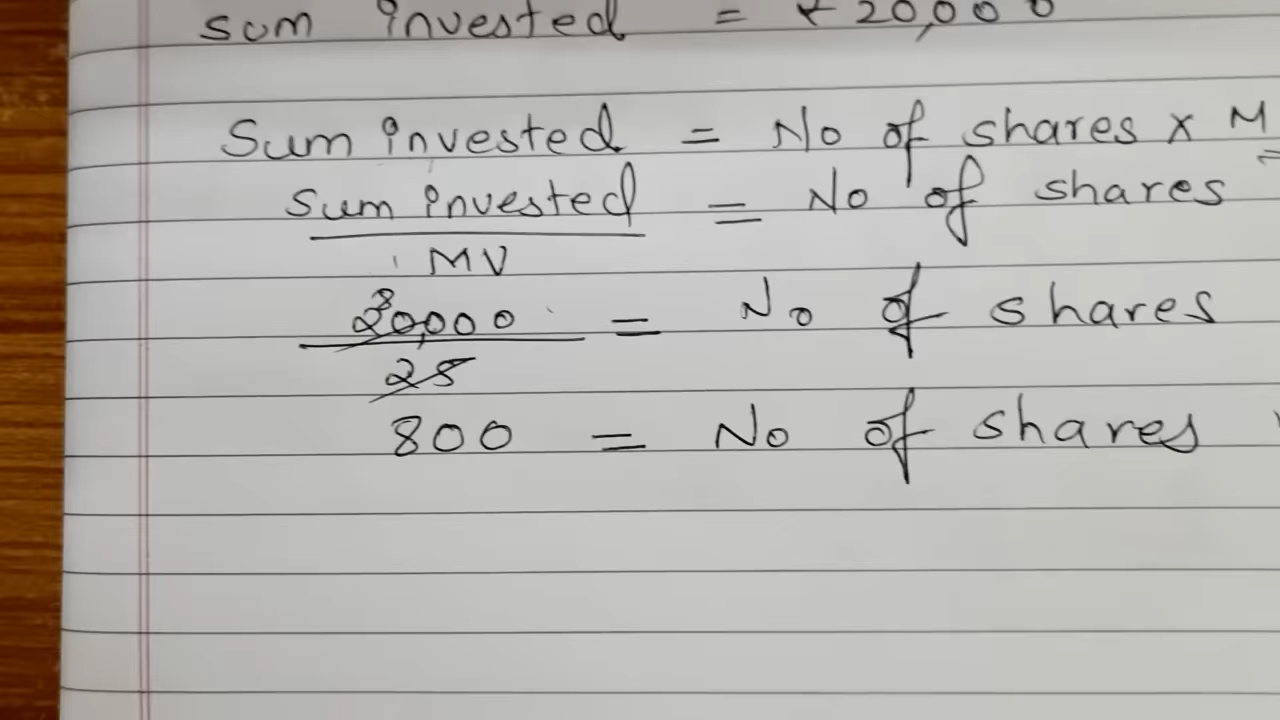 Sum invested = ₹ 20,000
Sum invested = No of shares x M
Sum invested = No of shares
MV
8
20,000 = No of shares
25
800 = No of shares